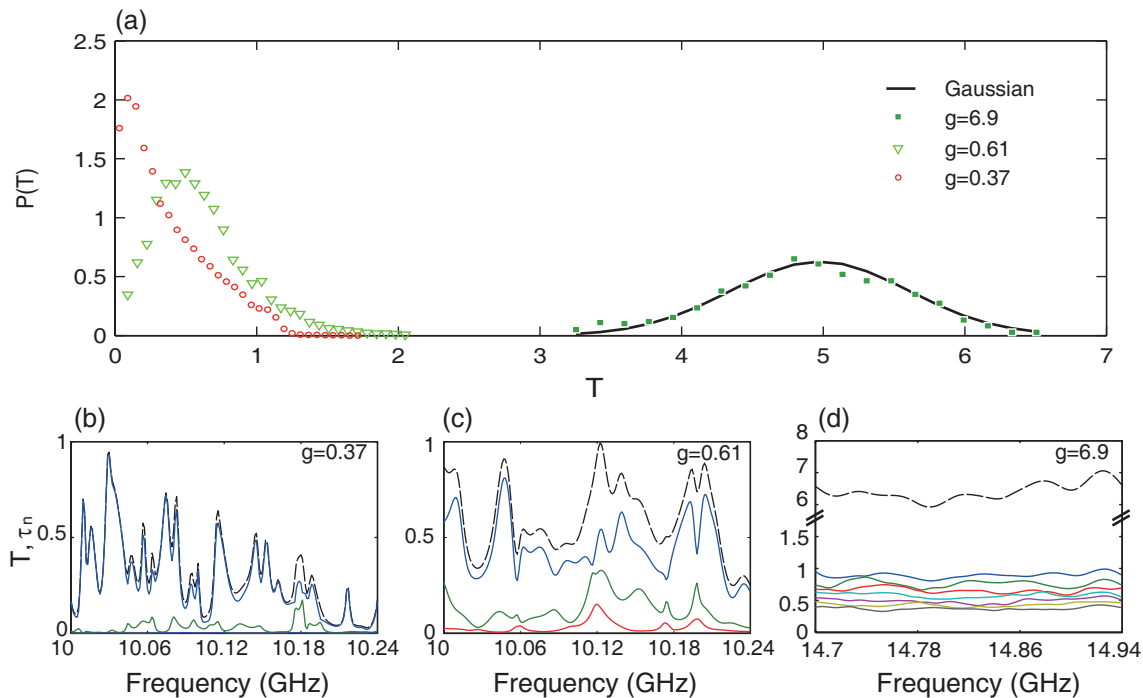 (a)
2.5
2
1.5
1
0.5
0
P(T)
0 1 2 3 4 5 6 7
T
Gaussian
g=6.9
g=0.61
g=0.37
(b)
1
0.5
0
T, τn
g=0.37
10 10.06 10.12 10.18 10.24
Frequency (GHz)
(c)
1
0.5
0
g=0.61
10 10.06 10.12 10.18 10.24
Frequency (GHz)
(d)
8
7
6
1
0.5
0
g=6.9
14.7 14.78 14.86 14.94
Frequency (GHz)